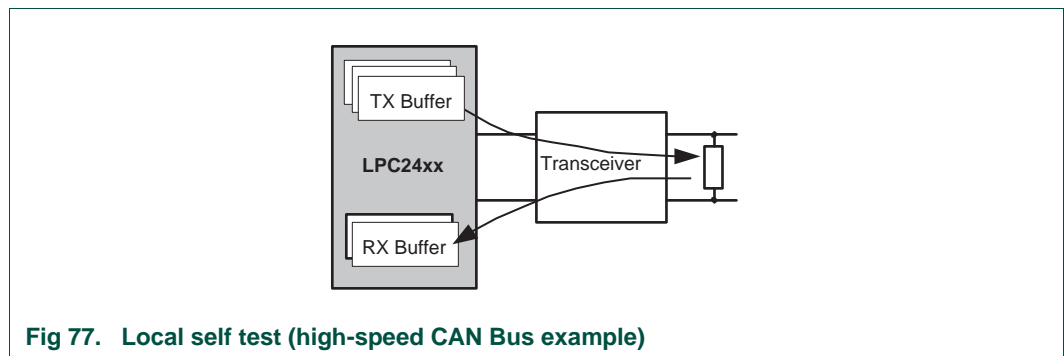 TX Buffer
LPC24xx
Transceiver
RX Buffer
Fig 77. Local self test (high-speed CAN Bus example)